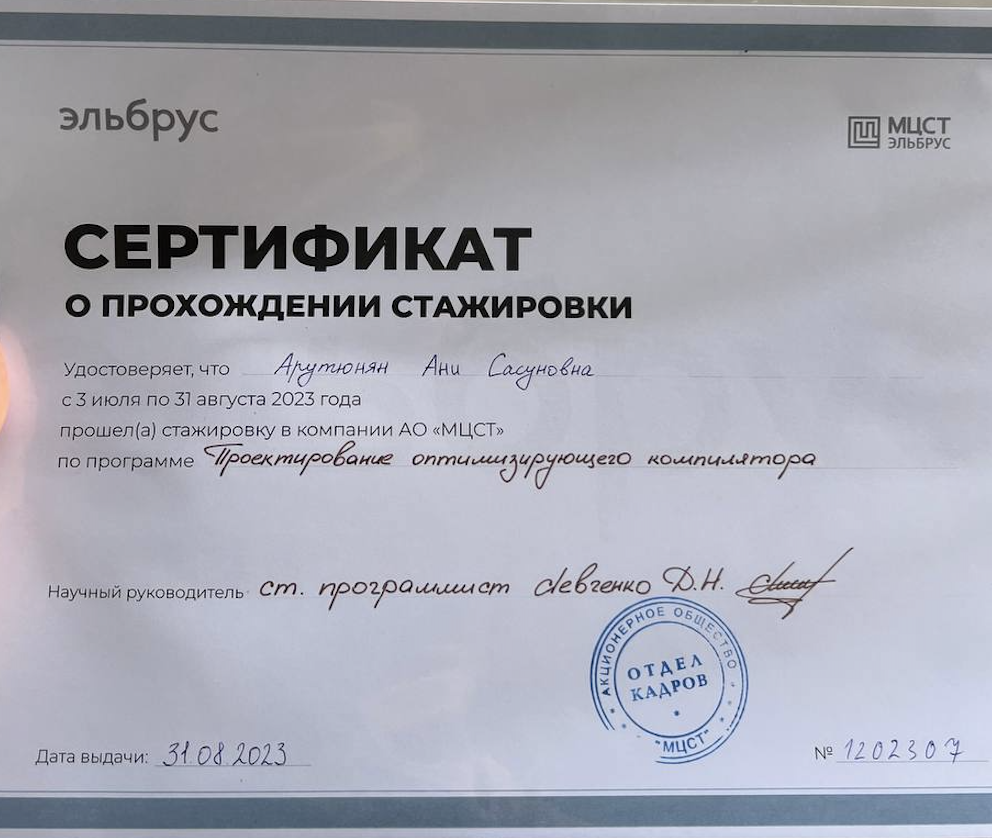 эльбрус
МЦСТ
ЭЛЬБРУС
СЕРТИФИКАТ
О ПРОХОЖДЕНИИ СТАЖИРОВКИ
Удостоверяет, что Арутюнян Ани Сасуновна
с 3 июля по 31 августа 2023 года
прошел(а) стажировку в компании АО «МЦСТ»
по программе Проектирование оптимизирующего компилятора
Научный руководитель ст. программист Левченко Д.Н.
АКЦИОНЕРНОЕ ОБЩЕСТВО
ОТДЕЛ
КАДРОВ
"МЦСТ"
Дата выдачи: 31.08.2023
№ 1202307